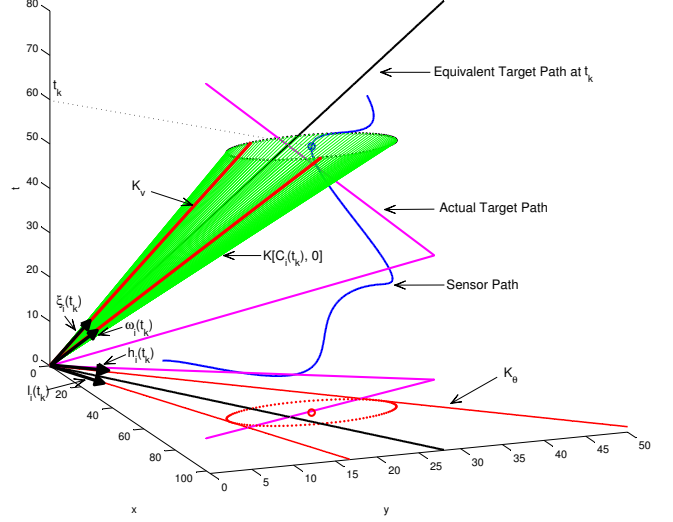 80
70
60
50
40
30
20
10
0
t
t_k
Equivalent Target Path at t_k
K_v
Actual Target Path
K[C_i(t_k), 0]
Sensor Path
ξ_i(t_k)
ω_i(t_k)
h_i(t_k)
l_i(t_k)
K_θ
0
20
40
60
80
100
x
0
5
10
15
20
25
30
35
40
45
50
y